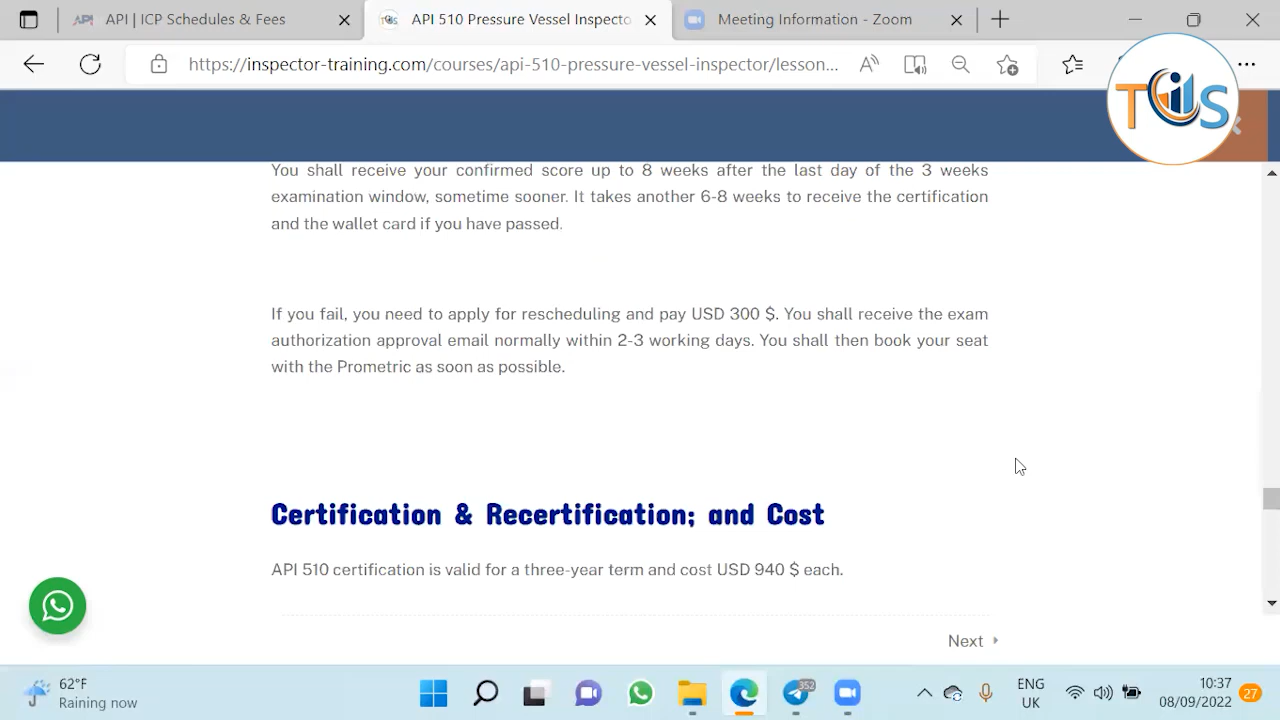 API | ICP Schedules & Fees
API 510 Pressure Vessel Inspecto
Meeting Information - Zoom
https://inspector-training.com/courses/api-510-pressure-vessel-inspector/lesson...
TiIS
You shall receive your confirmed score up to 8 weeks after the last day of the 3 weeks
examination window, sometime sooner. It takes another 6-8 weeks to receive the certification
and the wallet card if you have passed.
If you fail, you need to apply for rescheduling and pay USD 300 $. You shall receive the exam
authorization approval email normally within 2-3 working days. You shall then book your seat
with the Prometric as soon as possible.
Certification & Recertification; and Cost
API 510 certification is valid for a three-year term and cost USD 940 $ each.
Next
62°F
Raining now
352
ENG
UK
10:37
08/09/2022
27